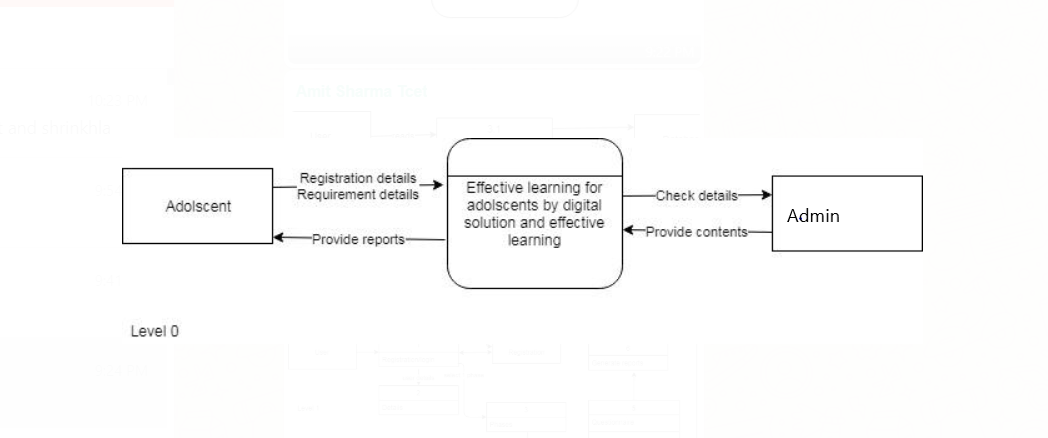 Adolscent
Registration details
Requirement details
Provide reports
Effective learning for
adolscents by digital
solution and effective
learning
Check details
Provide contents
Admin
Level 0